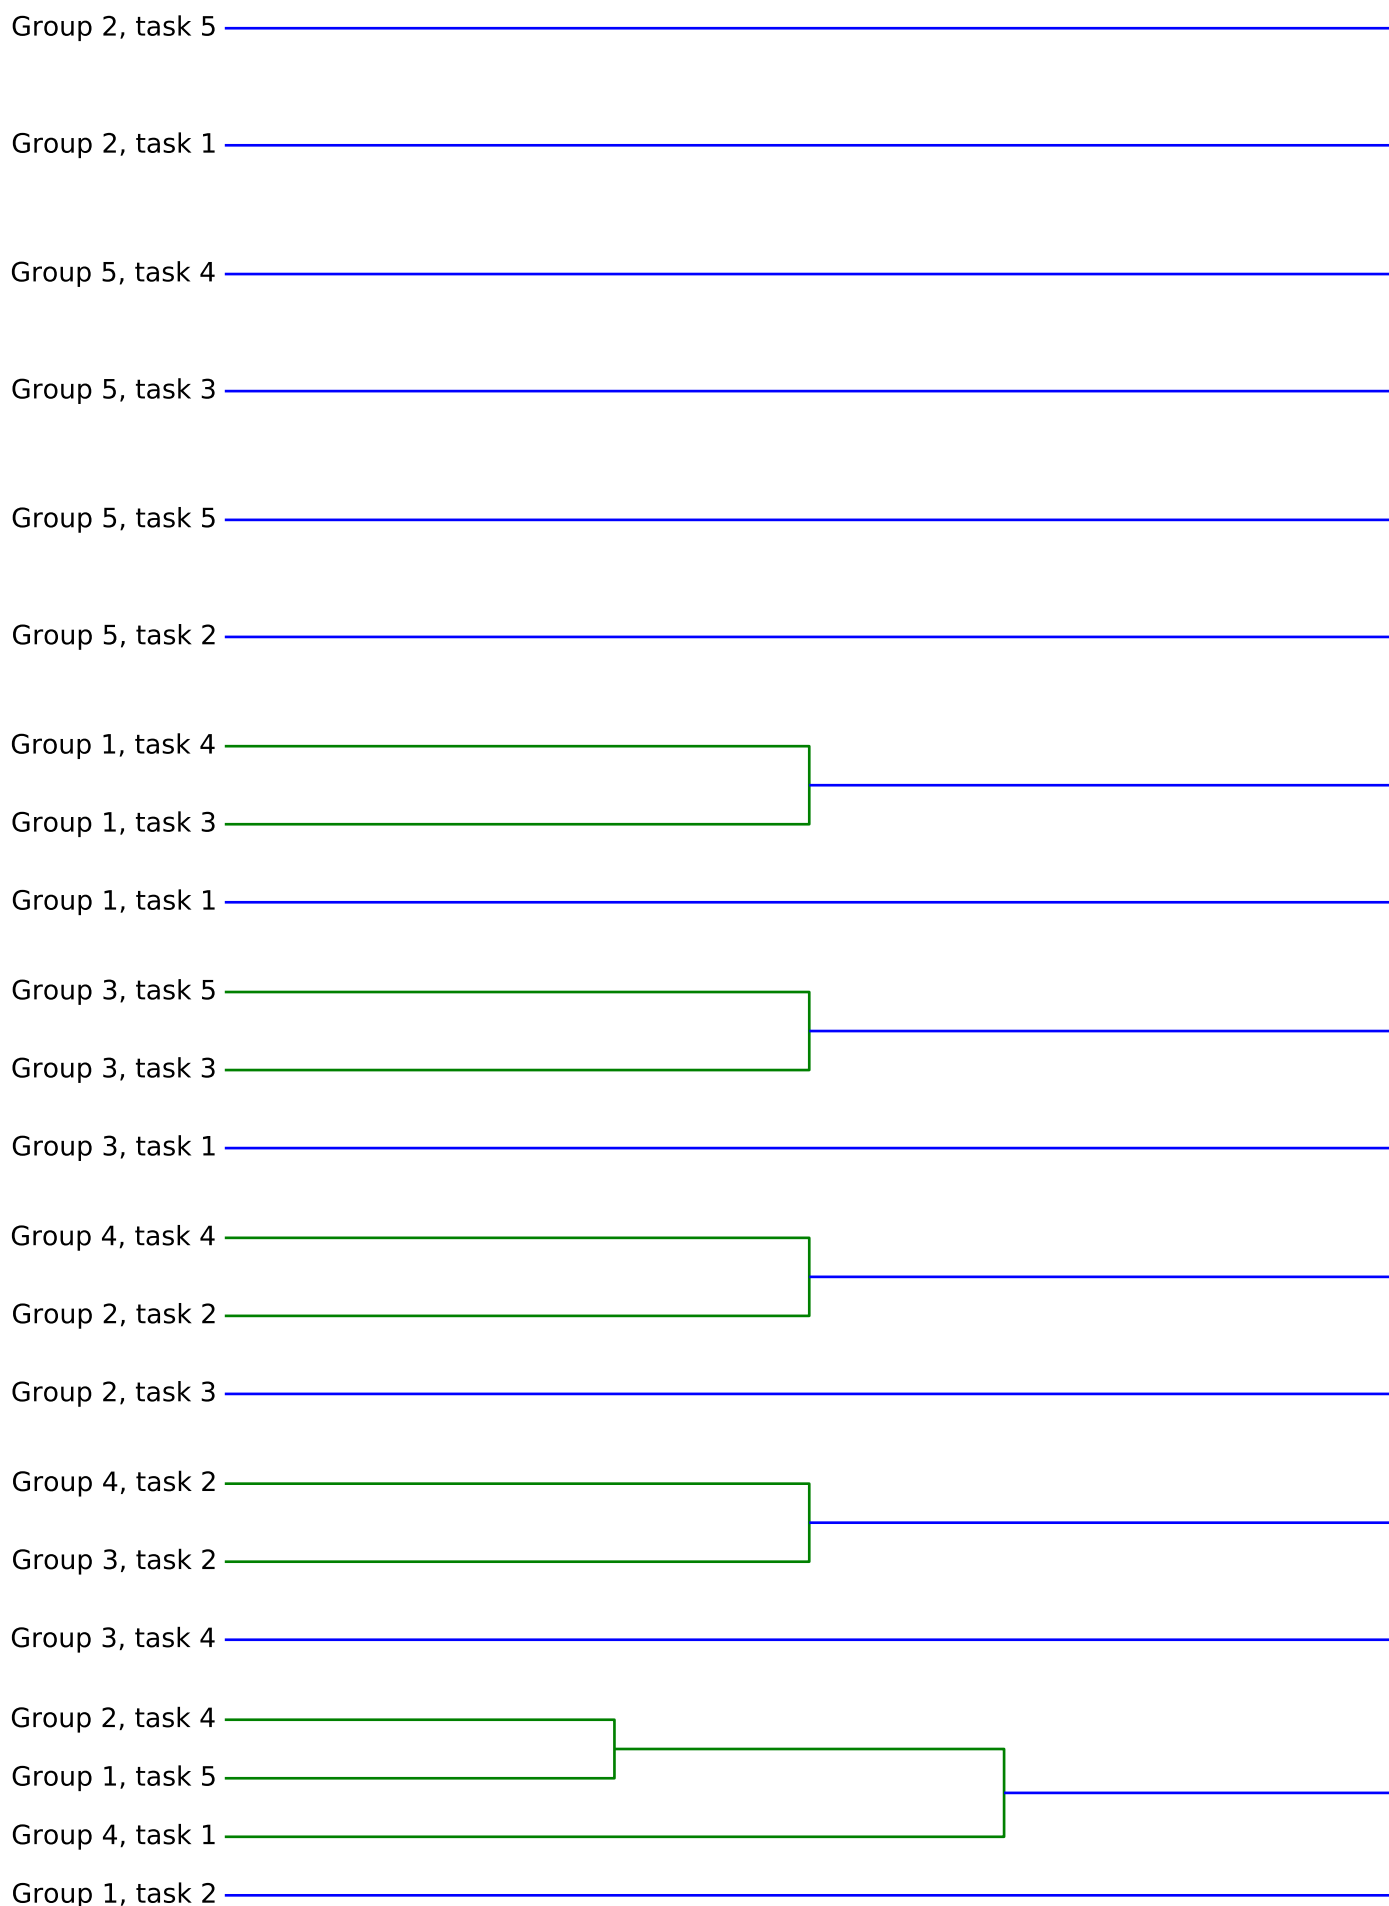 Group 2, task 5
Group 2, task 1
Group 5, task 4
Group 5, task 3
Group 5, task 5
Group 5, task 2
Group 1, task 4
Group 1, task 3
Group 1, task 1
Group 3, task 5
Group 3, task 3
Group 3, task 1
Group 4, task 4
Group 2, task 2
Group 2, task 3
Group 4, task 2
Group 3, task 2
Group 3, task 4
Group 2, task 4
Group 1, task 5
Group 4, task 1
Group 1, task 2